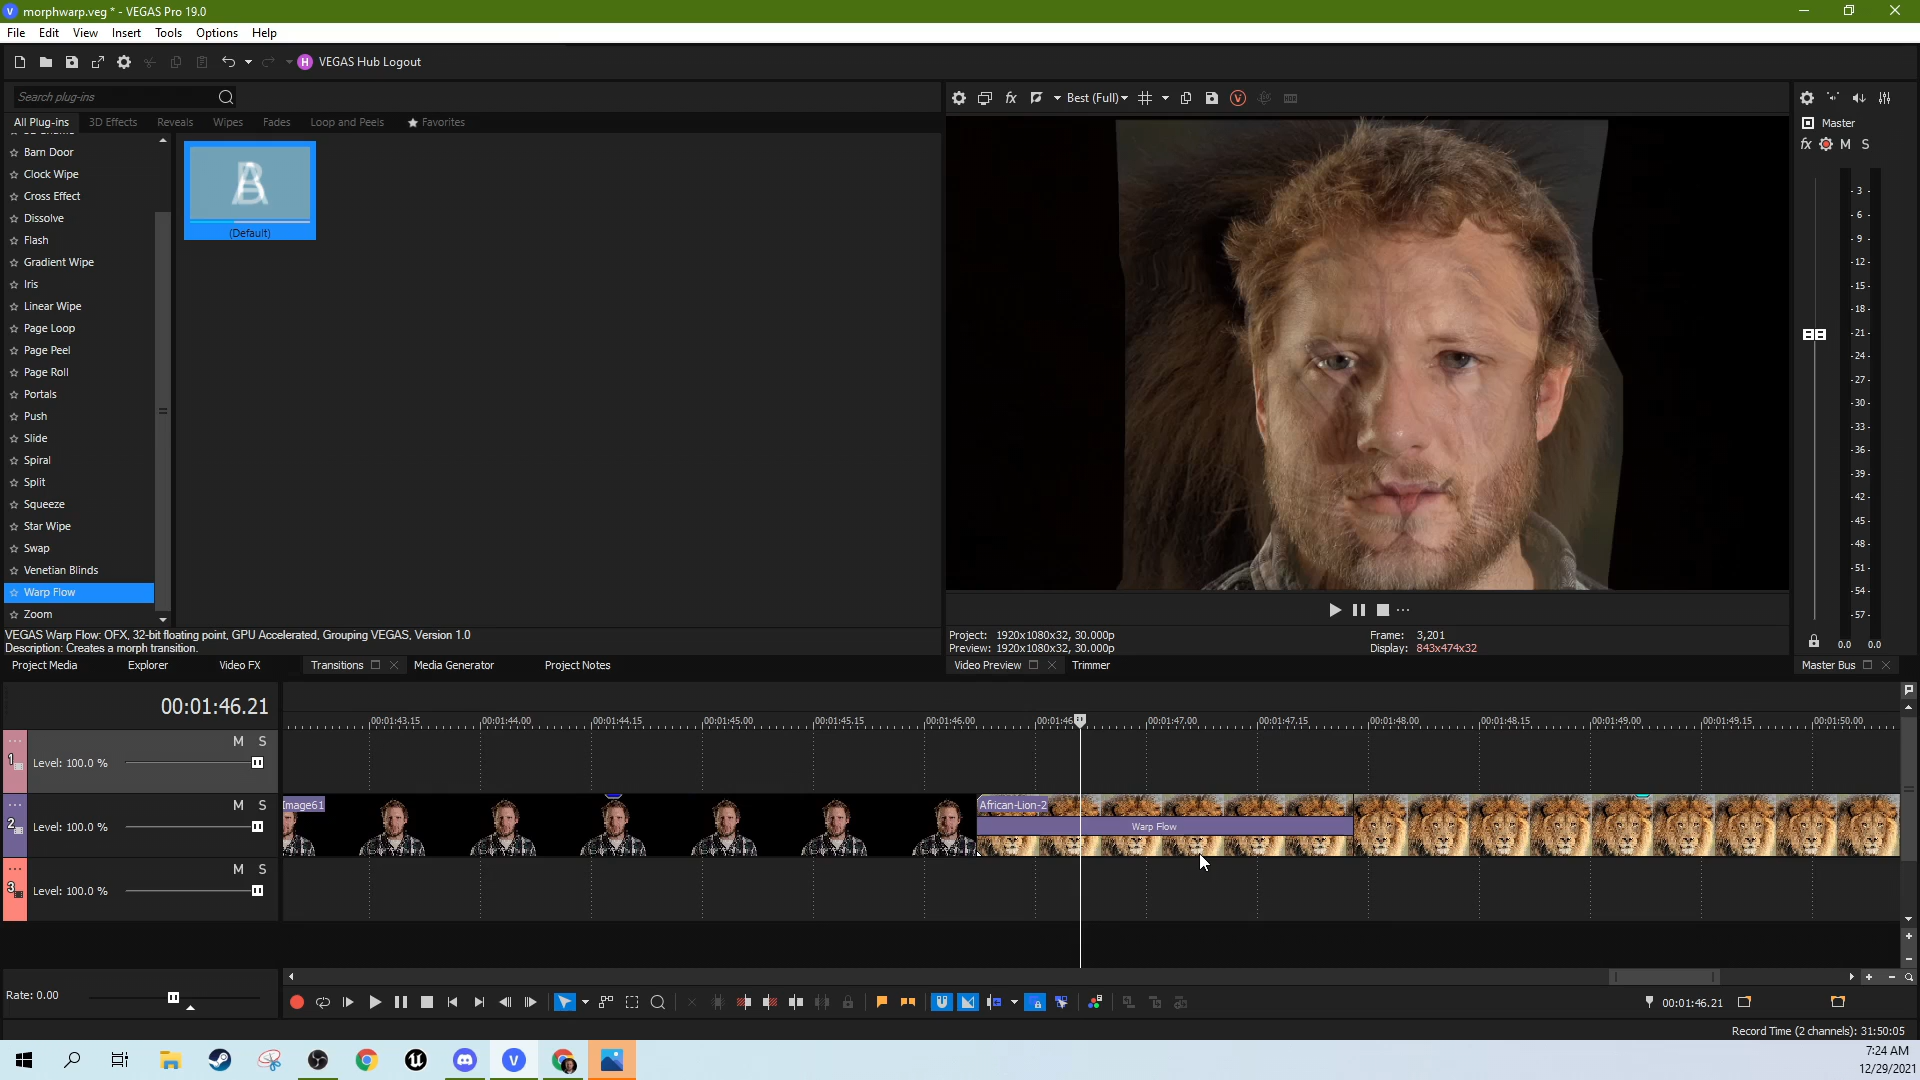 morphwarp.veg * - VEGAS Pro 19.0
File Edit View Insert Tools Options Help
VEGAS Hub Logout
Search plug-ins
All Plug-ins 3D Effects Reveals Wipes Fades Loop and Peels Favorites
Barn Door
Clock Wipe
Cross Effect
Dissolve
Flash
Gradient Wipe
Iris
Linear Wipe
Page Loop
Page Peel
Page Roll
Portals
Push
Slide
Spiral
Split
Squeeze
Star Wipe
Swap
Venetian Blinds
Warp Flow
Zoom
(Default)
VEGAS Warp Flow: OFX, 32-bit floating point, GPU Accelerated, Grouping VEGAS, Version 1.0
Description: Creates a morph transition.
Project Media Explorer Video FX Transitions Media Generator Project Notes
fx Best (Full)
Project: 1920x1080x32, 30.000p
Preview: 1920x1080x32, 30.000p
Frame: 3,201
Display: 843x474x32
Video Preview Trimmer
Master
fx M S
- 3 -
- 6 -
- 9 -
-12-
-15-
-18-
-21-
-24-
-27-
-30-
-33-
-36-
-39-
-42-
-45-
-48-
-51-
-54-
-57-
0.0 0.0
Master Bus
00:01:46.21
00:01:43.15 00:01:44.00 00:01:44.15 00:01:45.00 00:01:45.15 00:01:46.00 00:01:46 00:01:47.00 00:01:47.15 00:01:48.00 00:01:48.15 00:01:49.00 00:01:49.15 00:01:50.00
1 M S
Level: 100.0 %
2 M S
Level: 100.0 %
Image61
African-Lion-2
Warp Flow
3 M S
Level: 100.0 %
Rate: 0.00
00:01:46.21
Record Time (2 channels): 31:50:05
7:24 AM
12/29/2021